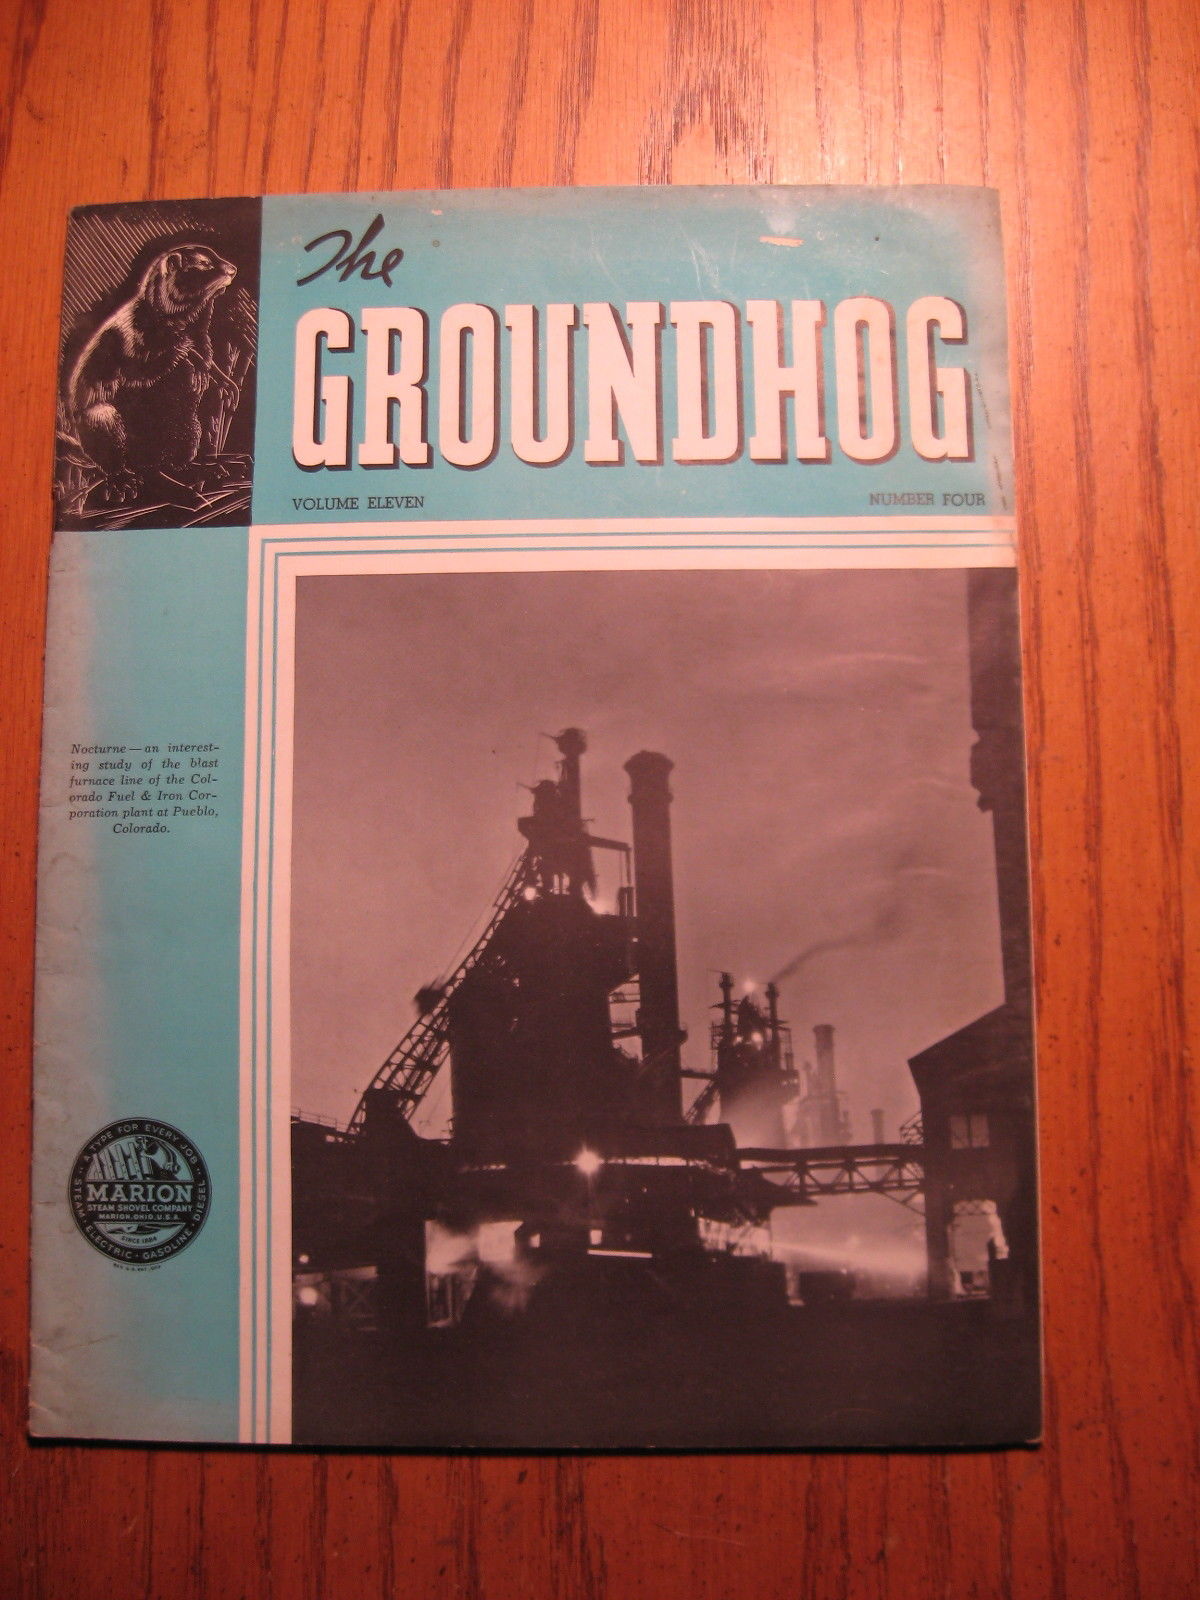 The
GROUNDHOG
VOLUME ELEVEN NUMBER FOUR
Nocturne — an interest-
ing study of the blast
furnace line of the Col-
orado Fuel & Iron Cor-
poration plant at Pueblo,
Colorado.
A TYPE FOR EVERY JOB
MARION
STEAM SHOVEL COMPANY
MARION, OHIO, U.S.A.
SINCE 1884
STEAM · ELECTRIC · GASOLINE · DIESEL